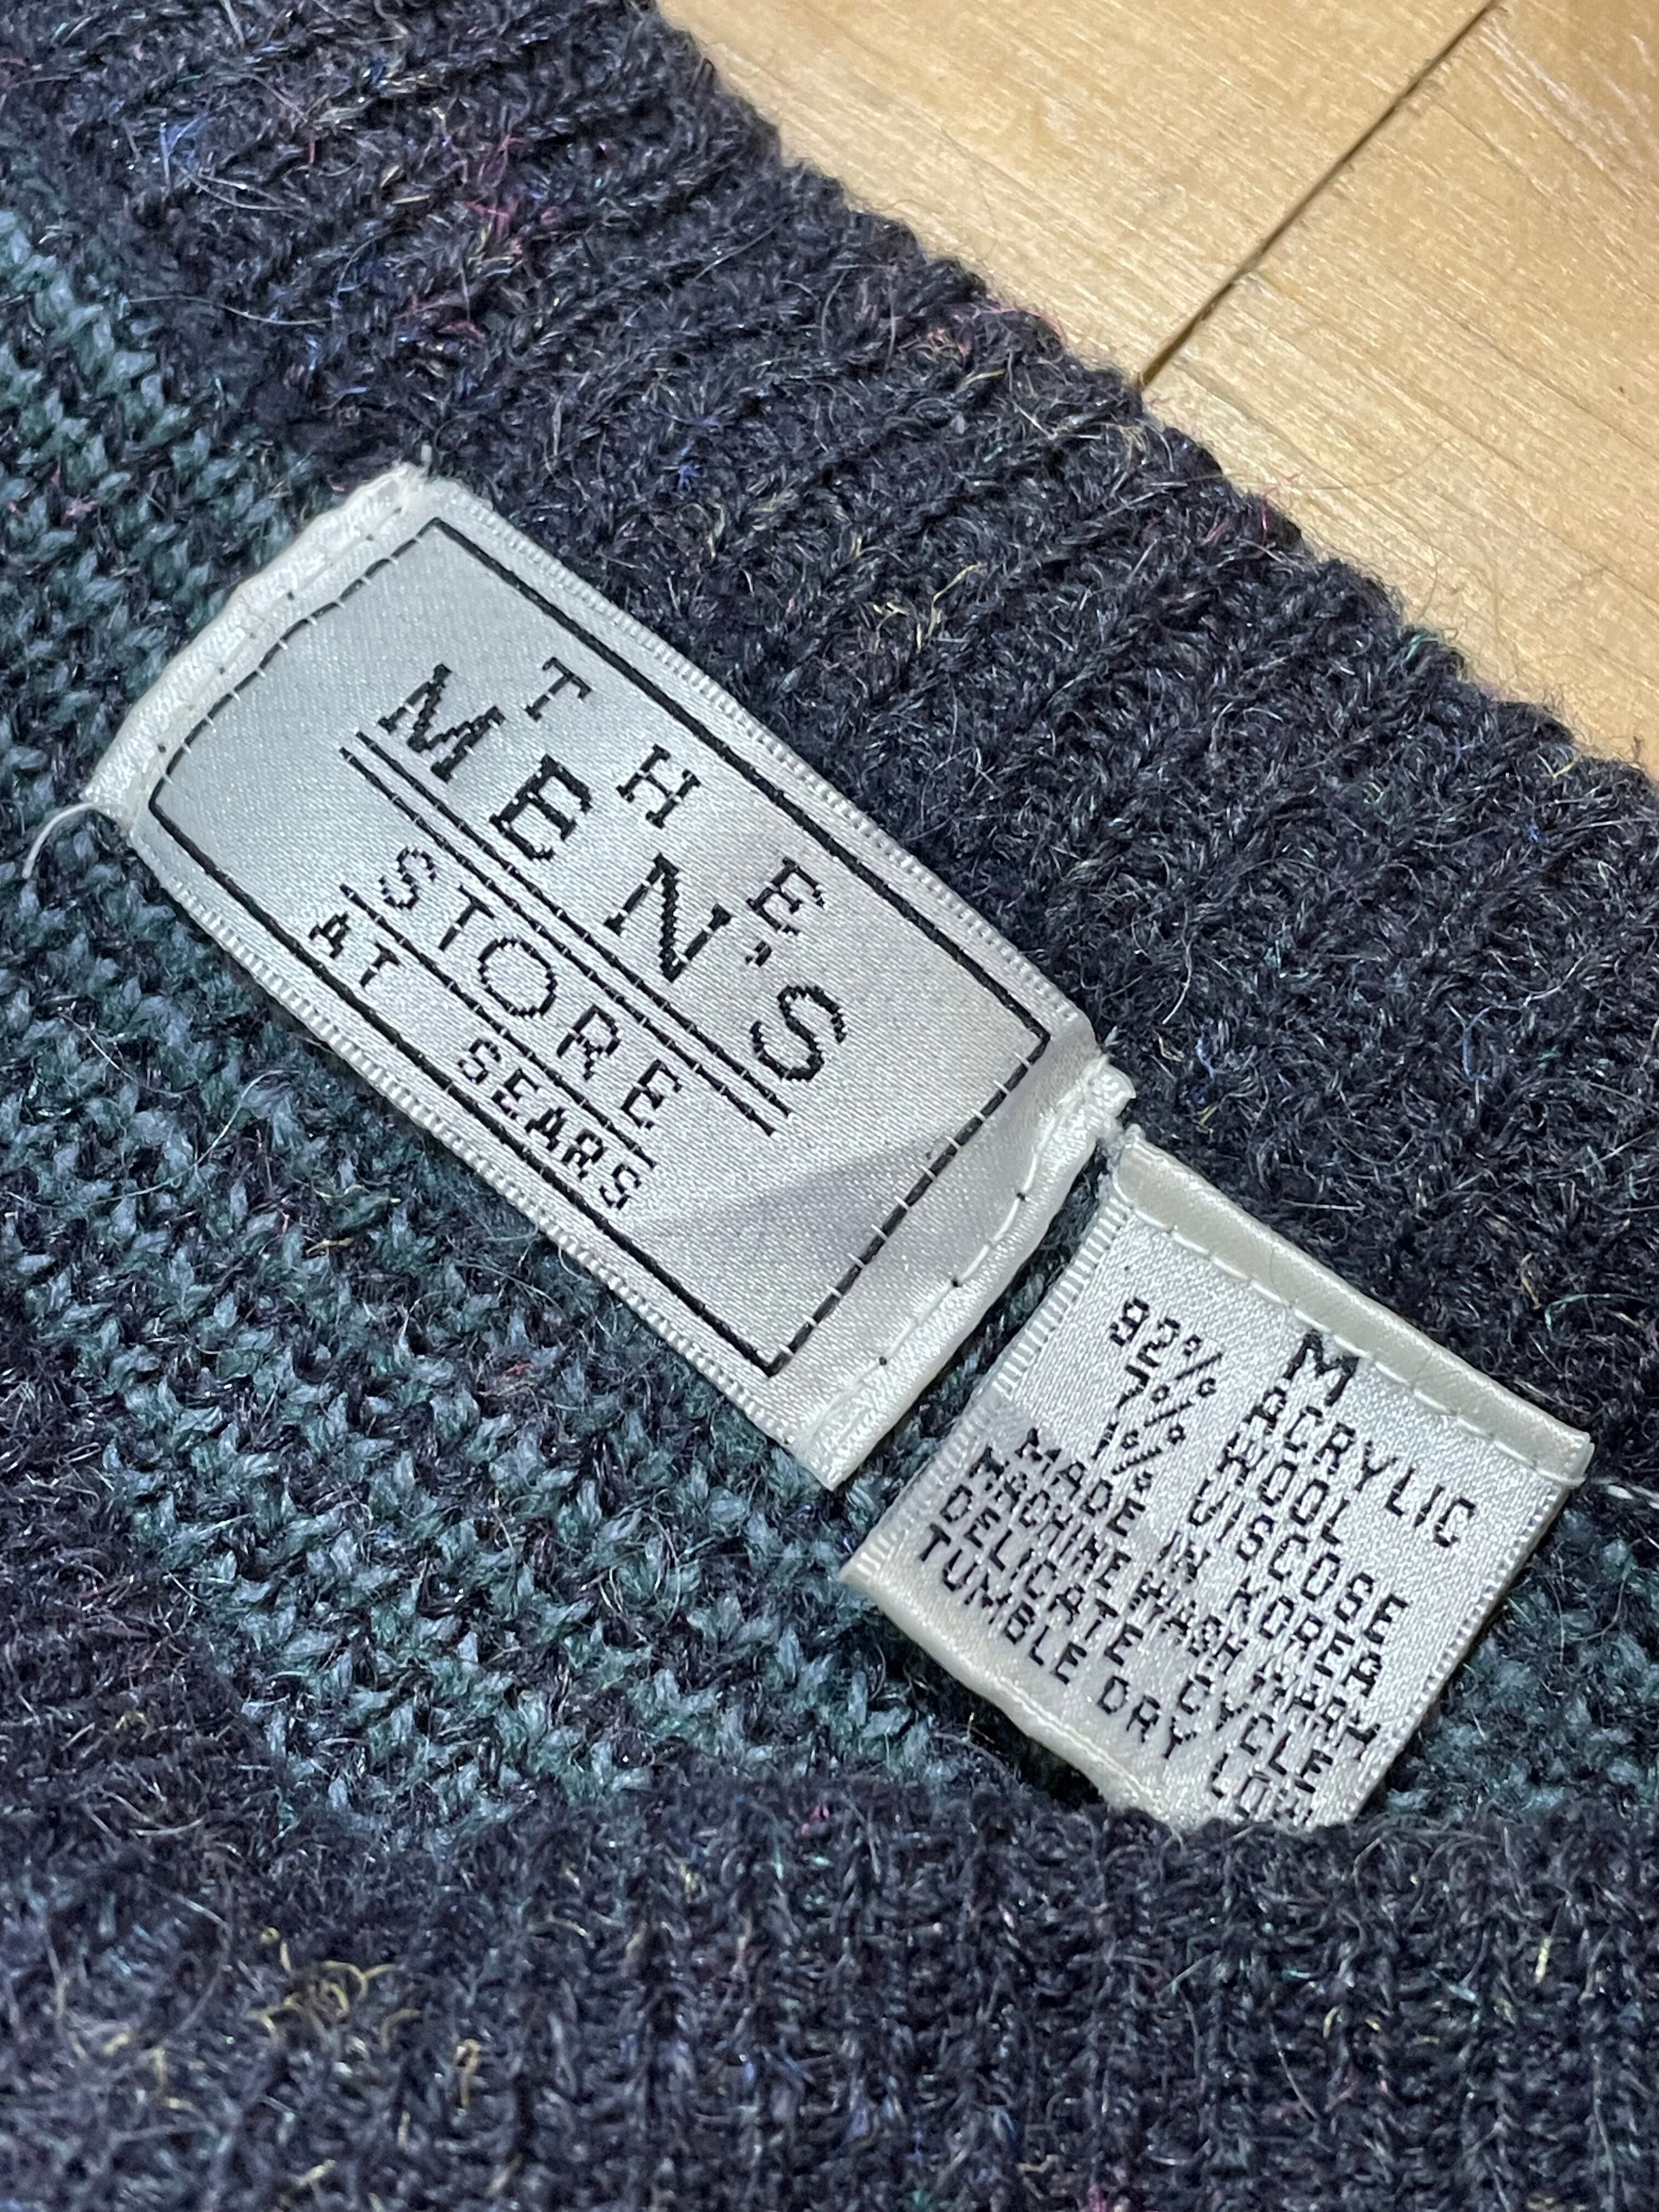 THE
MEN'S
STORE
AT SEARS
M
92% ACRYLIC
7% WOOL
1% VISCOSE
MADE IN KOREA
MACHINE WASH WARM
DELICATE CYCLE
TUMBLE DRY LOW